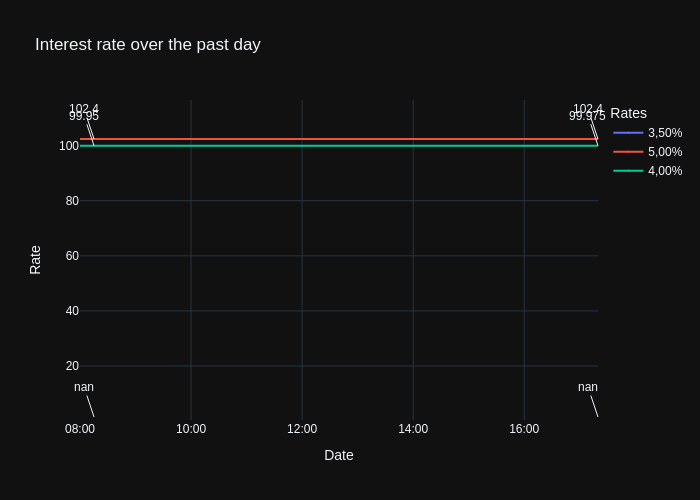 Interest rate over the past day
102.4
99.95
102.4
99.975
Rates
3,50%
5,00%
4,00%
100
80
60
40
20
Rate
nan
nan
08:00
10:00
12:00
14:00
16:00
Date